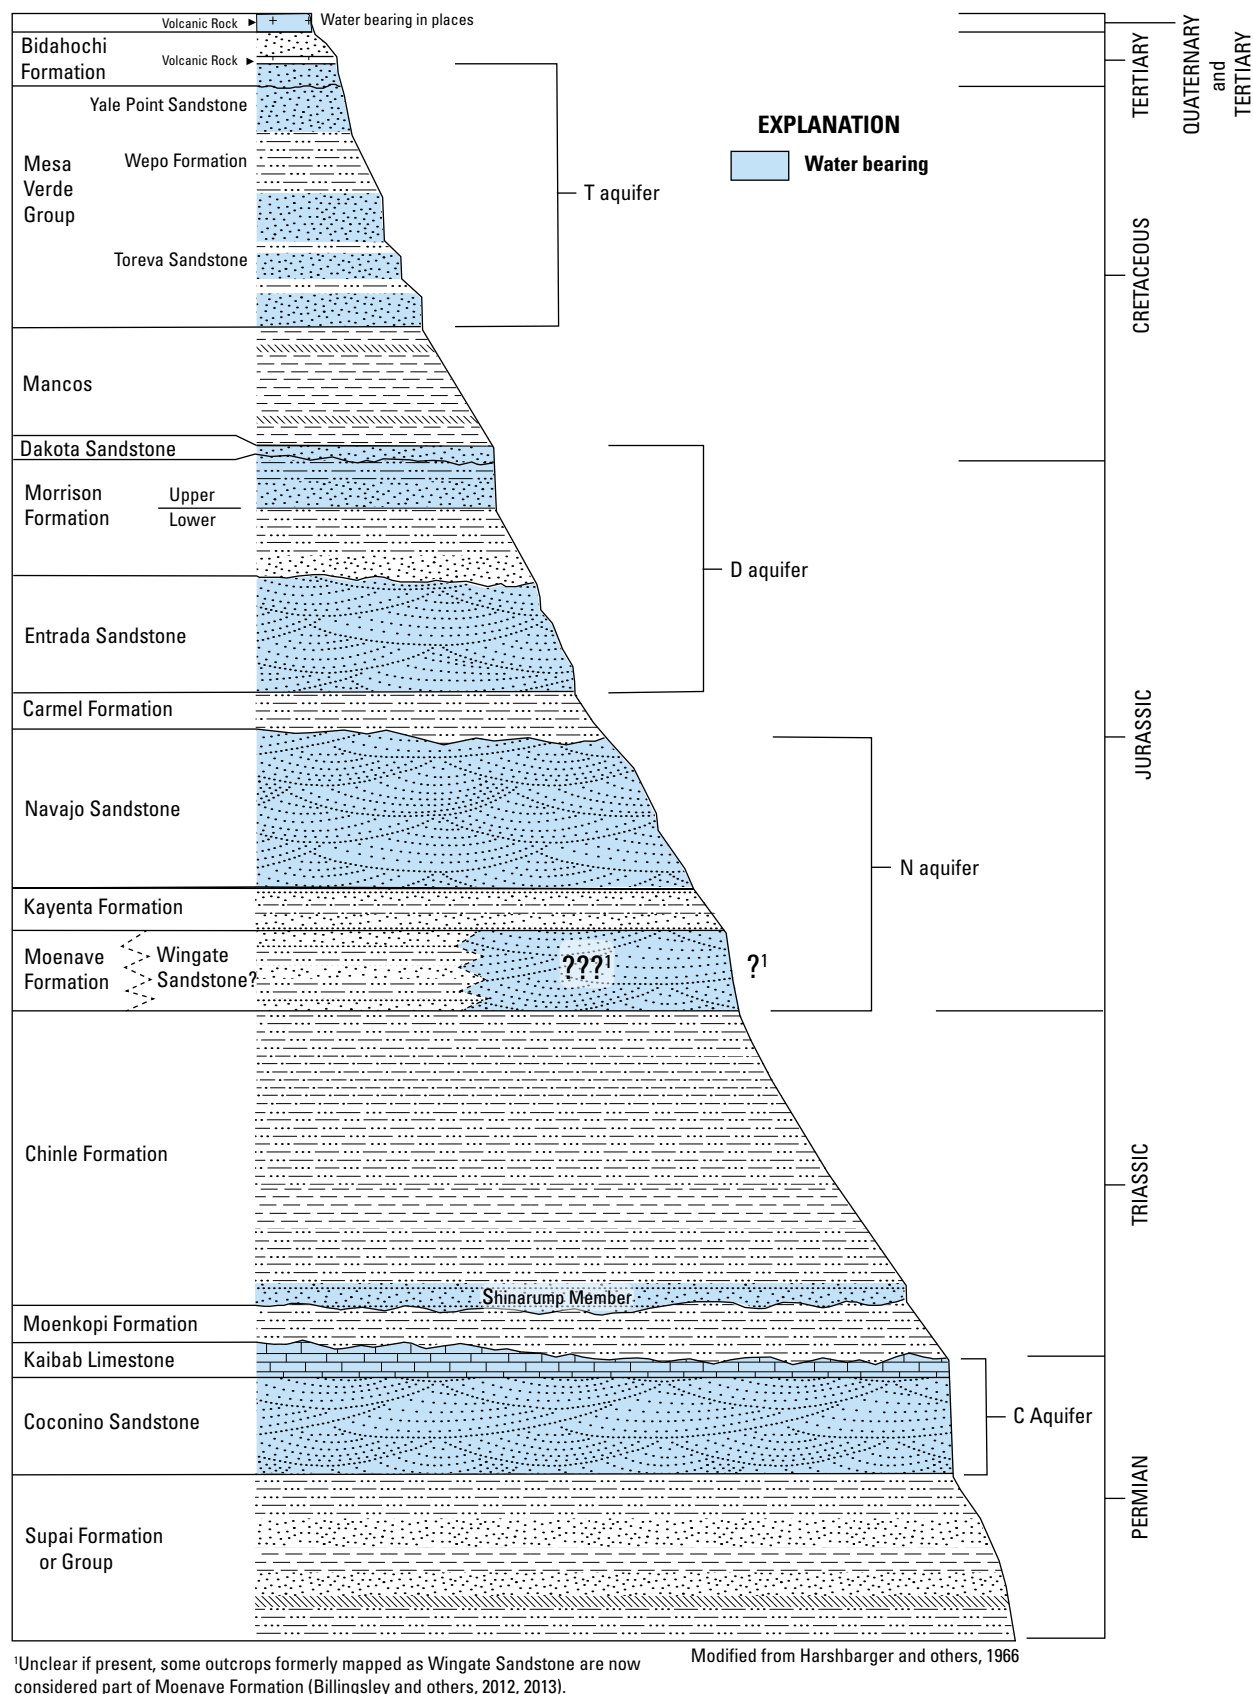 Volcanic Rock
Water bearing in places
Bidahochi
Formation
Volcanic Rock
Yale Point Sandstone
Wepo Formation
Mesa
Verde
Group
Toreva Sandstone
T aquifer
EXPLANATION
Water bearing
Mancos
Dakota Sandstone
Morrison
Formation
Upper
Lower
D aquifer
Entrada Sandstone
Carmel Formation
Navajo Sandstone
N aquifer
Kayenta Formation
Moenave
Formation
Wingate
Sandstone?
???¹
?¹
Chinle Formation
Shinarump Member
Moenkopi Formation
Kaibab Limestone
Coconino Sandstone
C Aquifer
Supai Formation
or Group
QUATERNARY
and
TERTIARY
TERTIARY
CRETACEOUS
JURASSIC
TRIASSIC
PERMIAN
Modified from Harshbarger and others, 1966
¹Unclear if present, some outcrops formerly mapped as Wingate Sandstone are now
considered part of Moenave Formation (Billingsley and others, 2012, 2013).